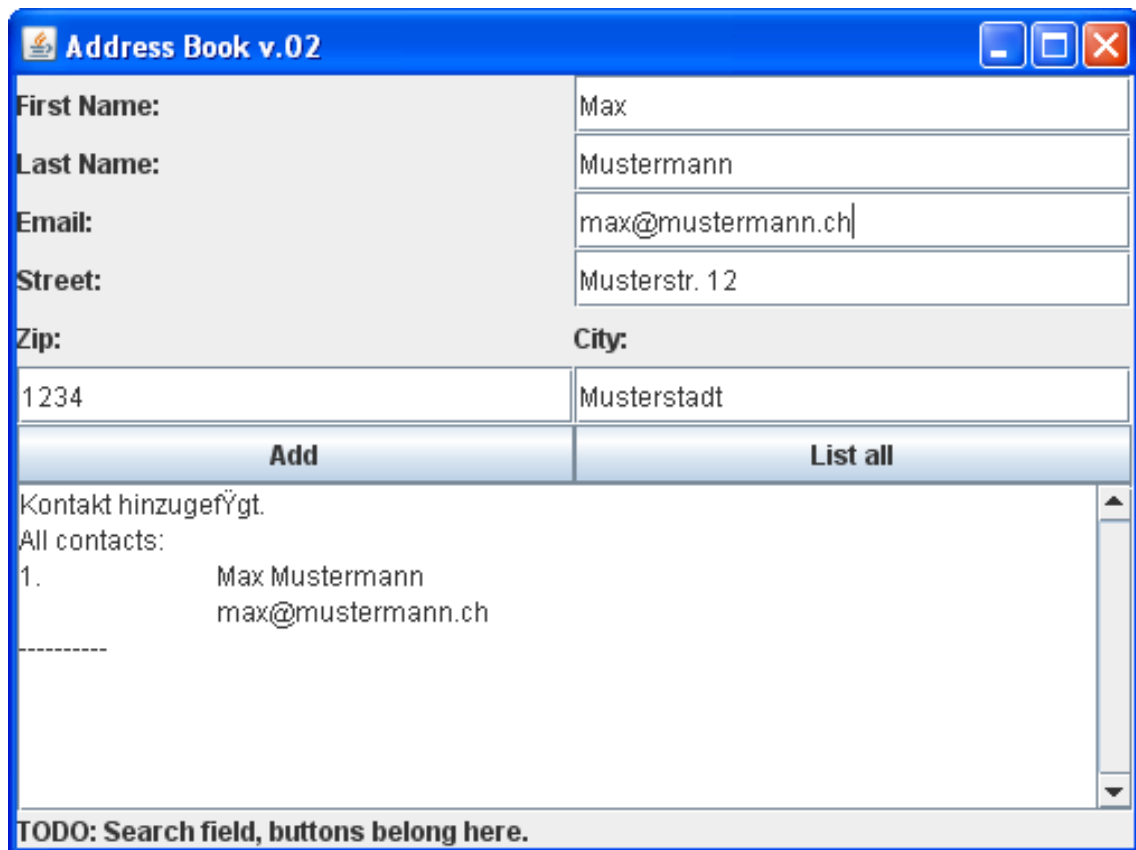 Address Book v.02
First Name: Max
Last Name: Mustermann
Email: max@mustermann.ch
Street: Musterstr. 12
Zip: City:
1234 Musterstadt
Add List all
Kontakt hinzugefŸgt.
All contacts:
1. Max Mustermann
max@mustermann.ch
----------
TODO: Search field, buttons belong here.